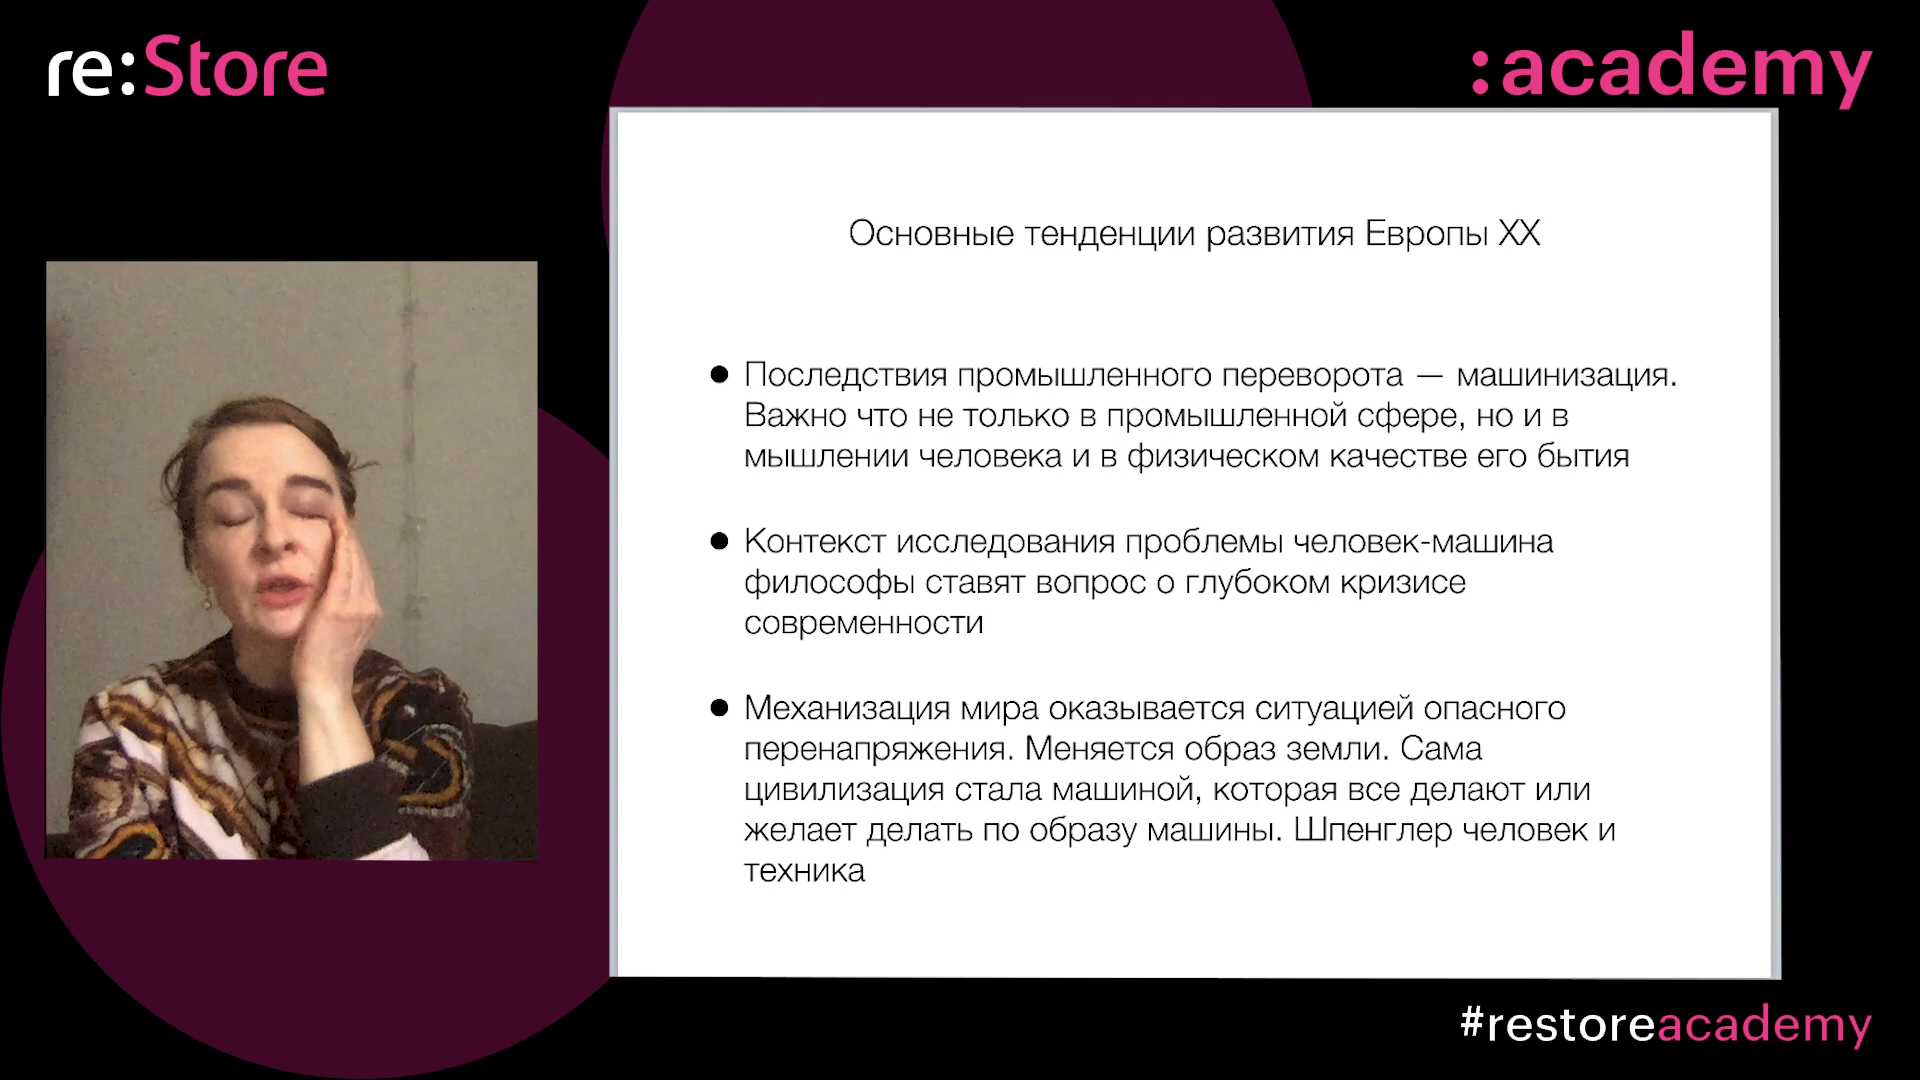 re:Store
:academy
Основные тенденции развития Европы XX
● Последствия промышленного переворота — машинизация.
Важно что не только в промышленной сфере, но и в
мышлении человека и в физическом качестве его бытия
● Контекст исследования проблемы человек-машина
философы ставят вопрос о глубоком кризисе
современности
● Механизация мира оказывается ситуацией опасного
перенапряжения. Меняется образ земли. Сама
цивилизация стала машиной, которая все делают или
желает делать по образу машины. Шпенглер человек и
техника
#restoreacademy